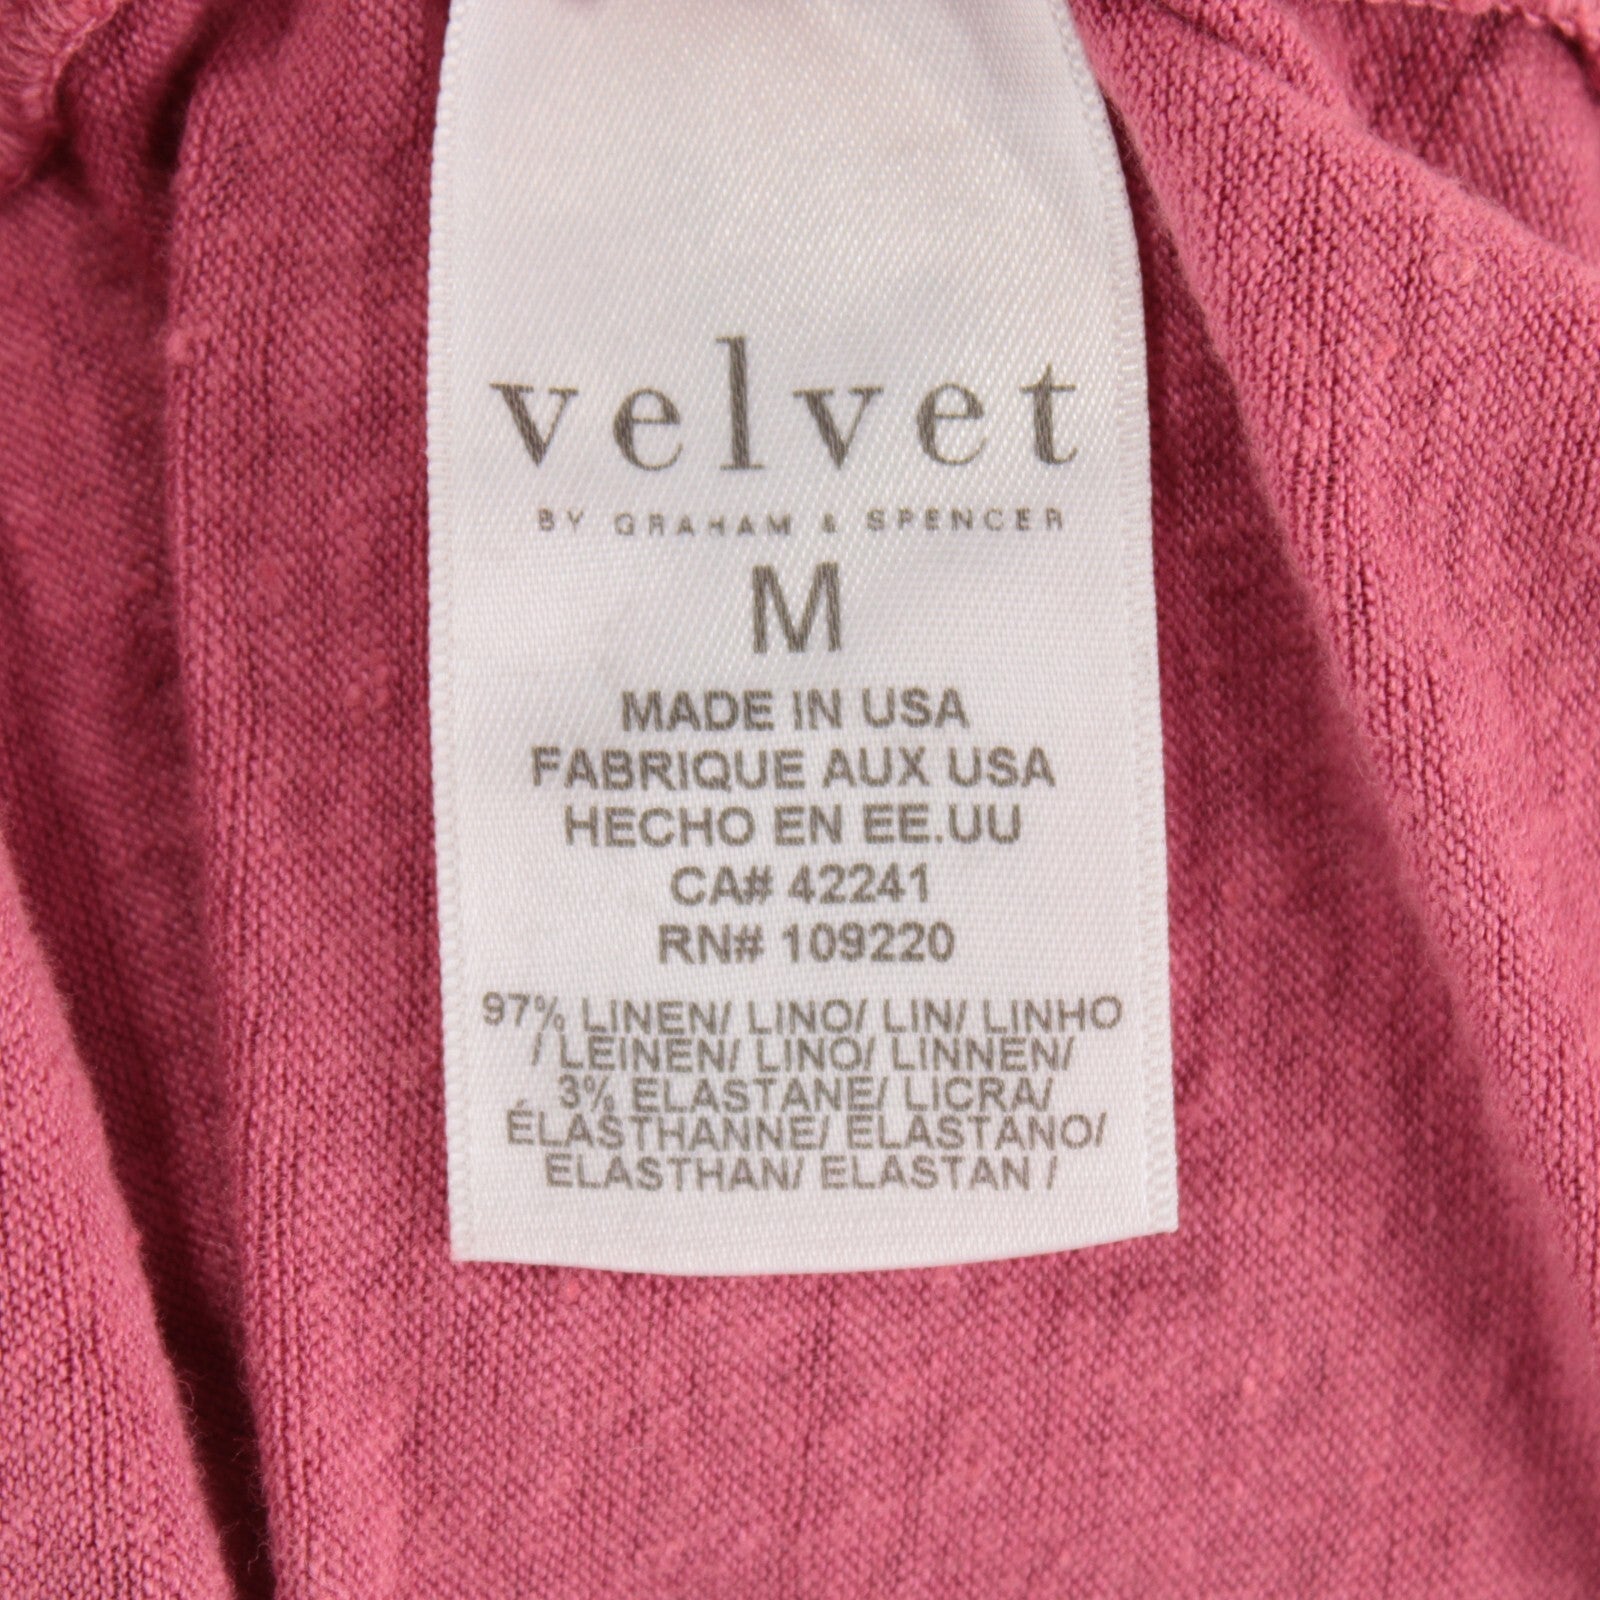 velvet
BY GRAHAM & SPENCER
M
MADE IN USA
FABRIQUE AUX USA
HECHO EN EE.UU
CA# 42241
RN# 109220
97% LINEN/ LINO/ LIN/ LINHO
/ LEINEN/ LINO/ LINNEN/
3% ELASTANE/ LICRA/
ÉLASTHANNE/ ELASTANO/
ELASTHAN/ ELASTAN /